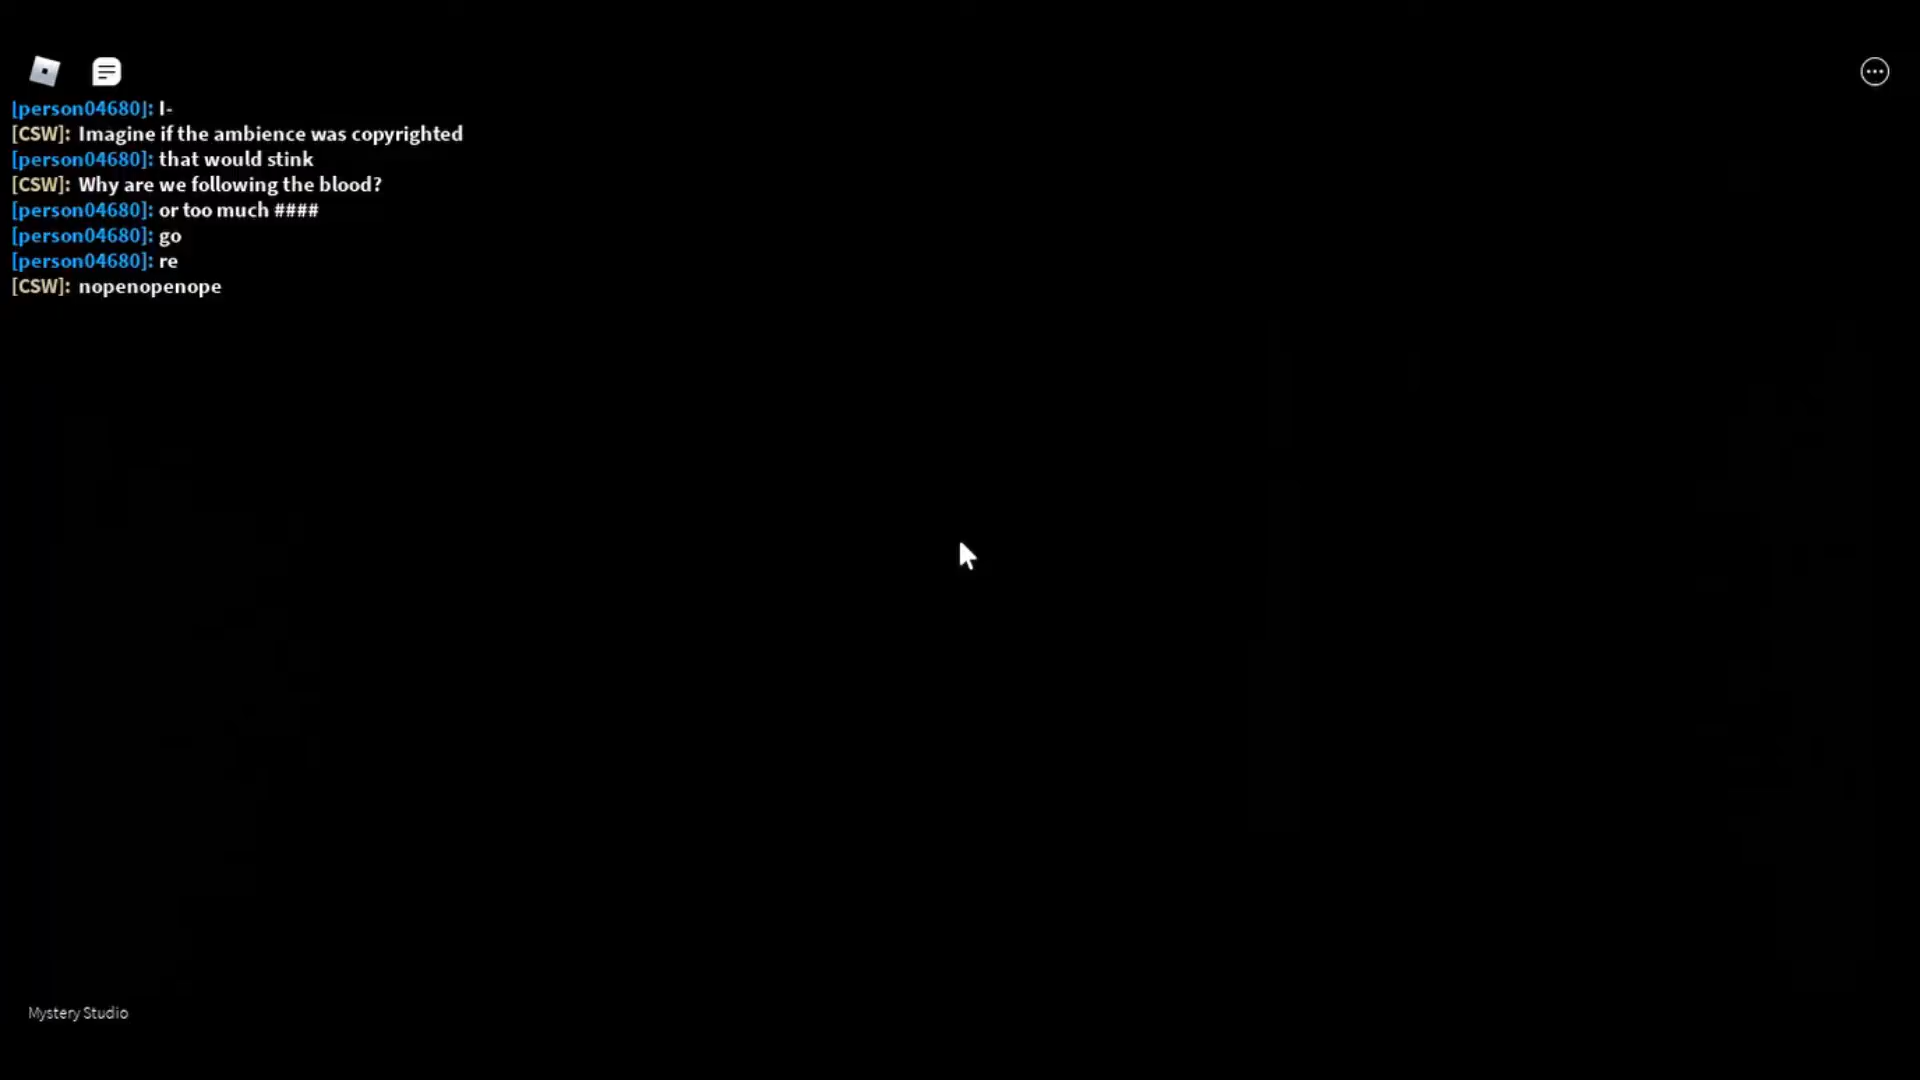 [person04680]: I-
[CSW]: Imagine if the ambience was copyrighted
[person04680]: that would stink
[CSW]: Why are we following the blood?
[person04680]: or too much ####
[person04680]: go
[person04680]: re
[CSW]: nopenopenope
Mystery Studio